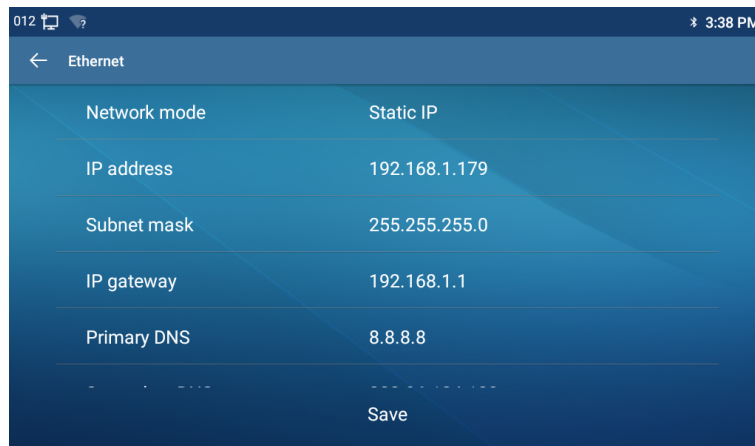 012 3:38 PM
Ethernet
Network mode Static IP
IP address 192.168.1.179
Subnet mask 255.255.255.0
IP gateway 192.168.1.1
Primary DNS 8.8.8.8
Save